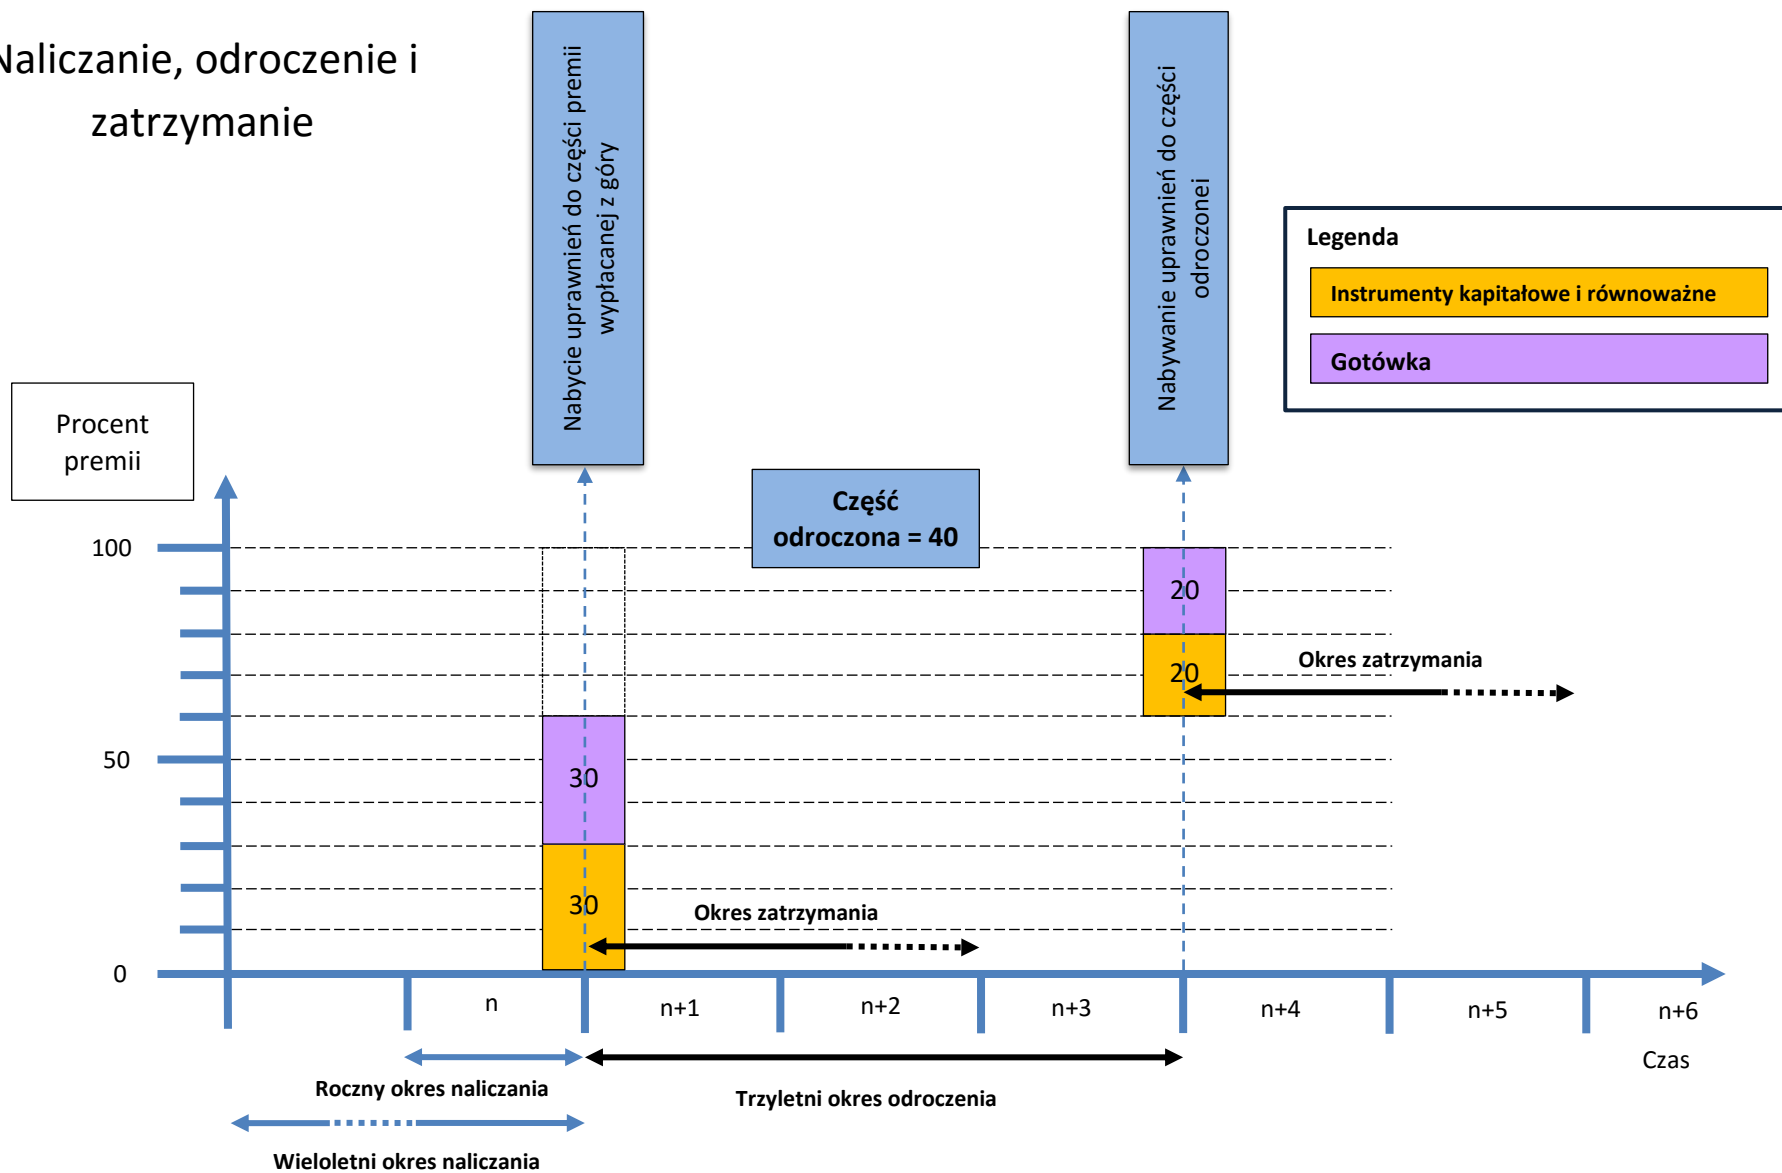 Naliczanie, odroczenie i
zatrzymanie
Nabycie uprawnień do części premii
wypłacanej z góry
Nabywanie uprawnień do części
odroczonei
Legenda
Instrumenty kapitałowe i równoważne
Gotówka
Procent
premii
Część
odroczona = 40
100
50
0
20
20
30
30
Okres zatrzymania
Okres zatrzymania
n
n+1
n+2
n+3
n+4
n+5
n+6
Czas
Roczny okres naliczania
Trzyletni okres odroczenia
Wieloletni okres naliczania